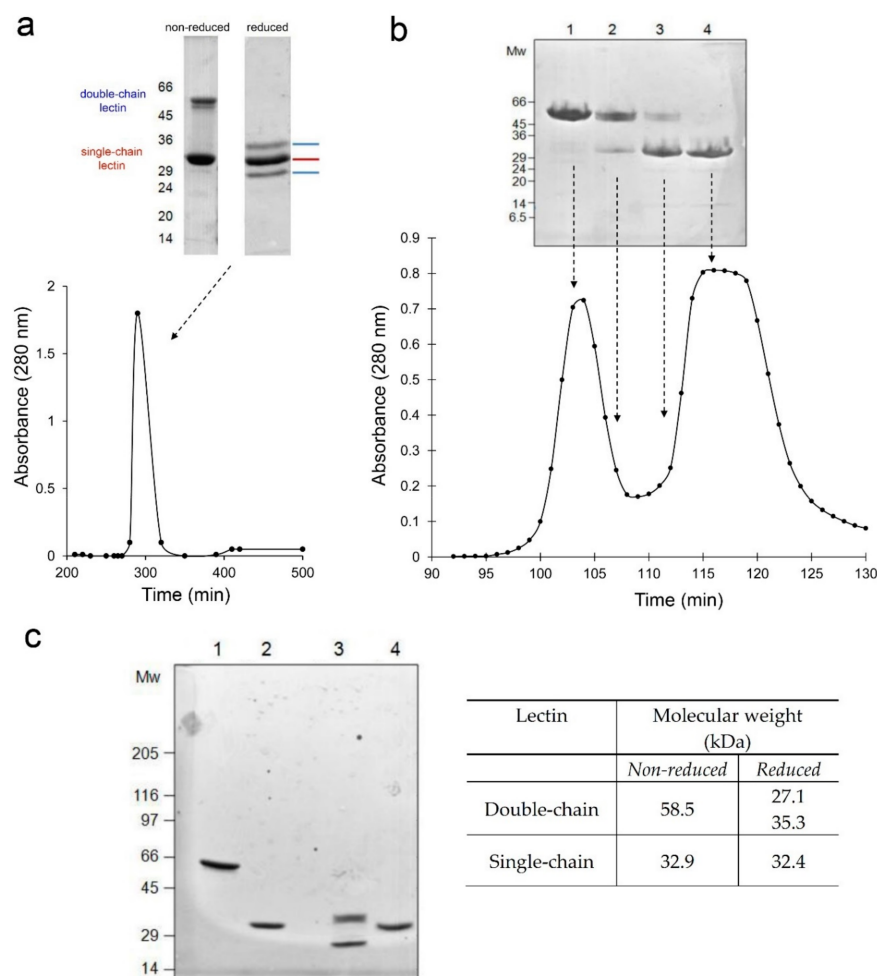 a
non-reduced reduced
double-chain
lectin
single-chain
lectin
66
45
36
29
24
20
14
Absorbance (280 nm)
2
1.5
1
0.5
0
200 300 400 500
Time (min)
b
1 2 3 4
Mw
66
45
36
29
24
20
14
6.5
Absorbance (280 nm)
0.9
0.8
0.7
0.6
0.5
0.4
0.3
0.2
0.1
0
90 95 100 105 110 115 120 125 130
Time (min)
c
1 2 3 4
Mw
205
116
97
66
45
29
14
Lectin Molecular weight
(kDa)
Non-reduced Reduced
Double-chain 58.5 27.1
35.3
Single-chain 32.9 32.4